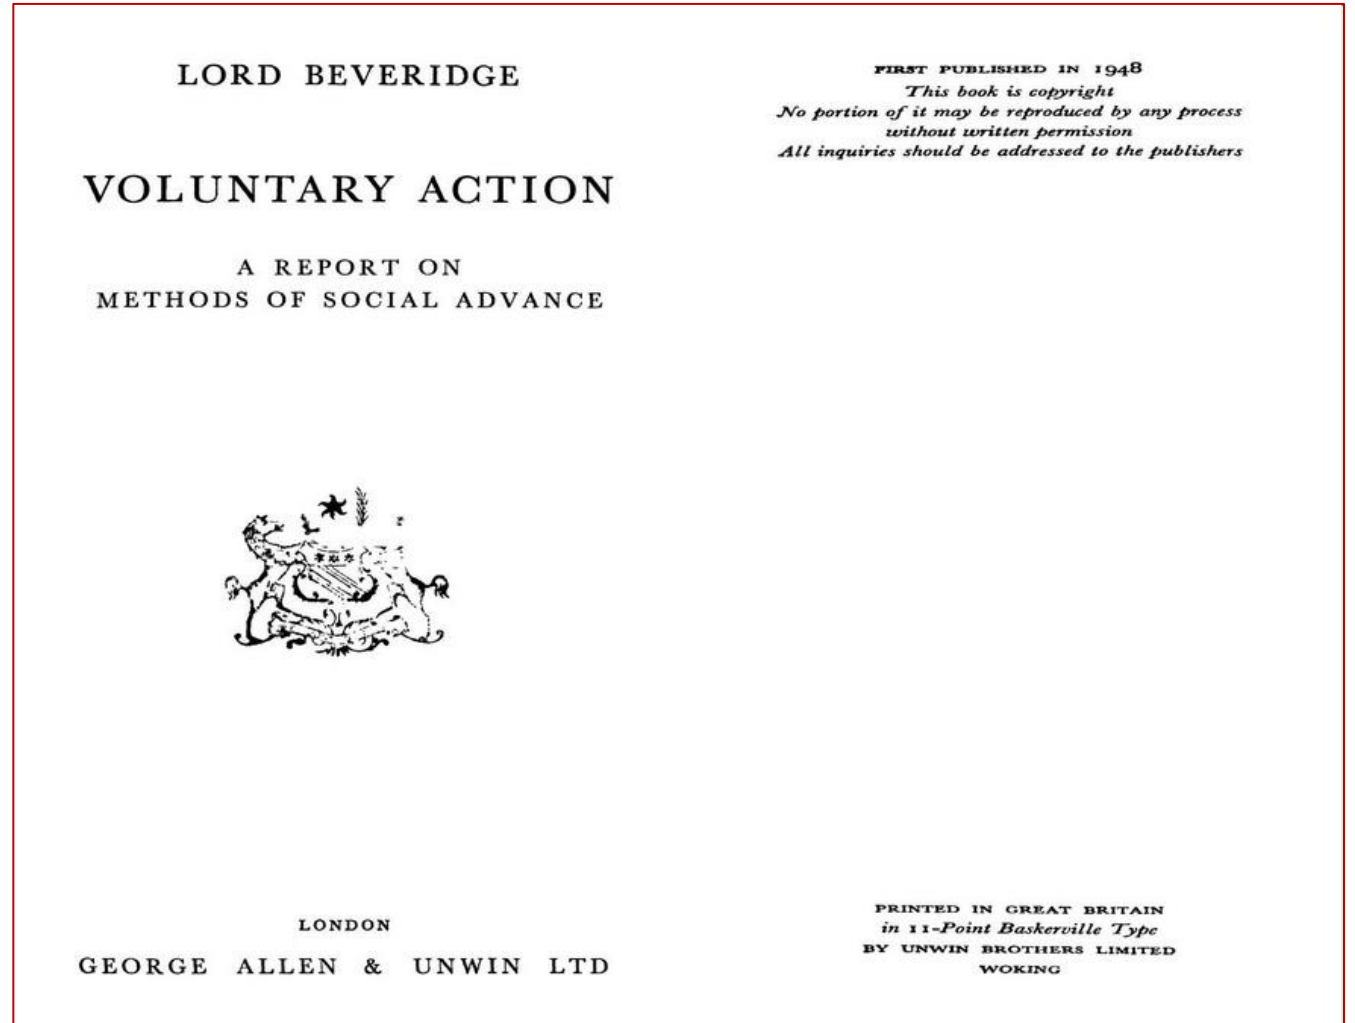 LORD BEVERIDGE
VOLUNTARY ACTION
A REPORT ON
METHODS OF SOCIAL ADVANCE
LONDON
GEORGE ALLEN & UNWIN LTD
FIRST PUBLISHED IN 1948
This book is copyright
No portion of it may be reproduced by any process
without written permission
All inquiries should be addressed to the publishers
PRINTED IN GREAT BRITAIN
in 11-Point Baskerville Type
BY UNWIN BROTHERS LIMITED
WOKING